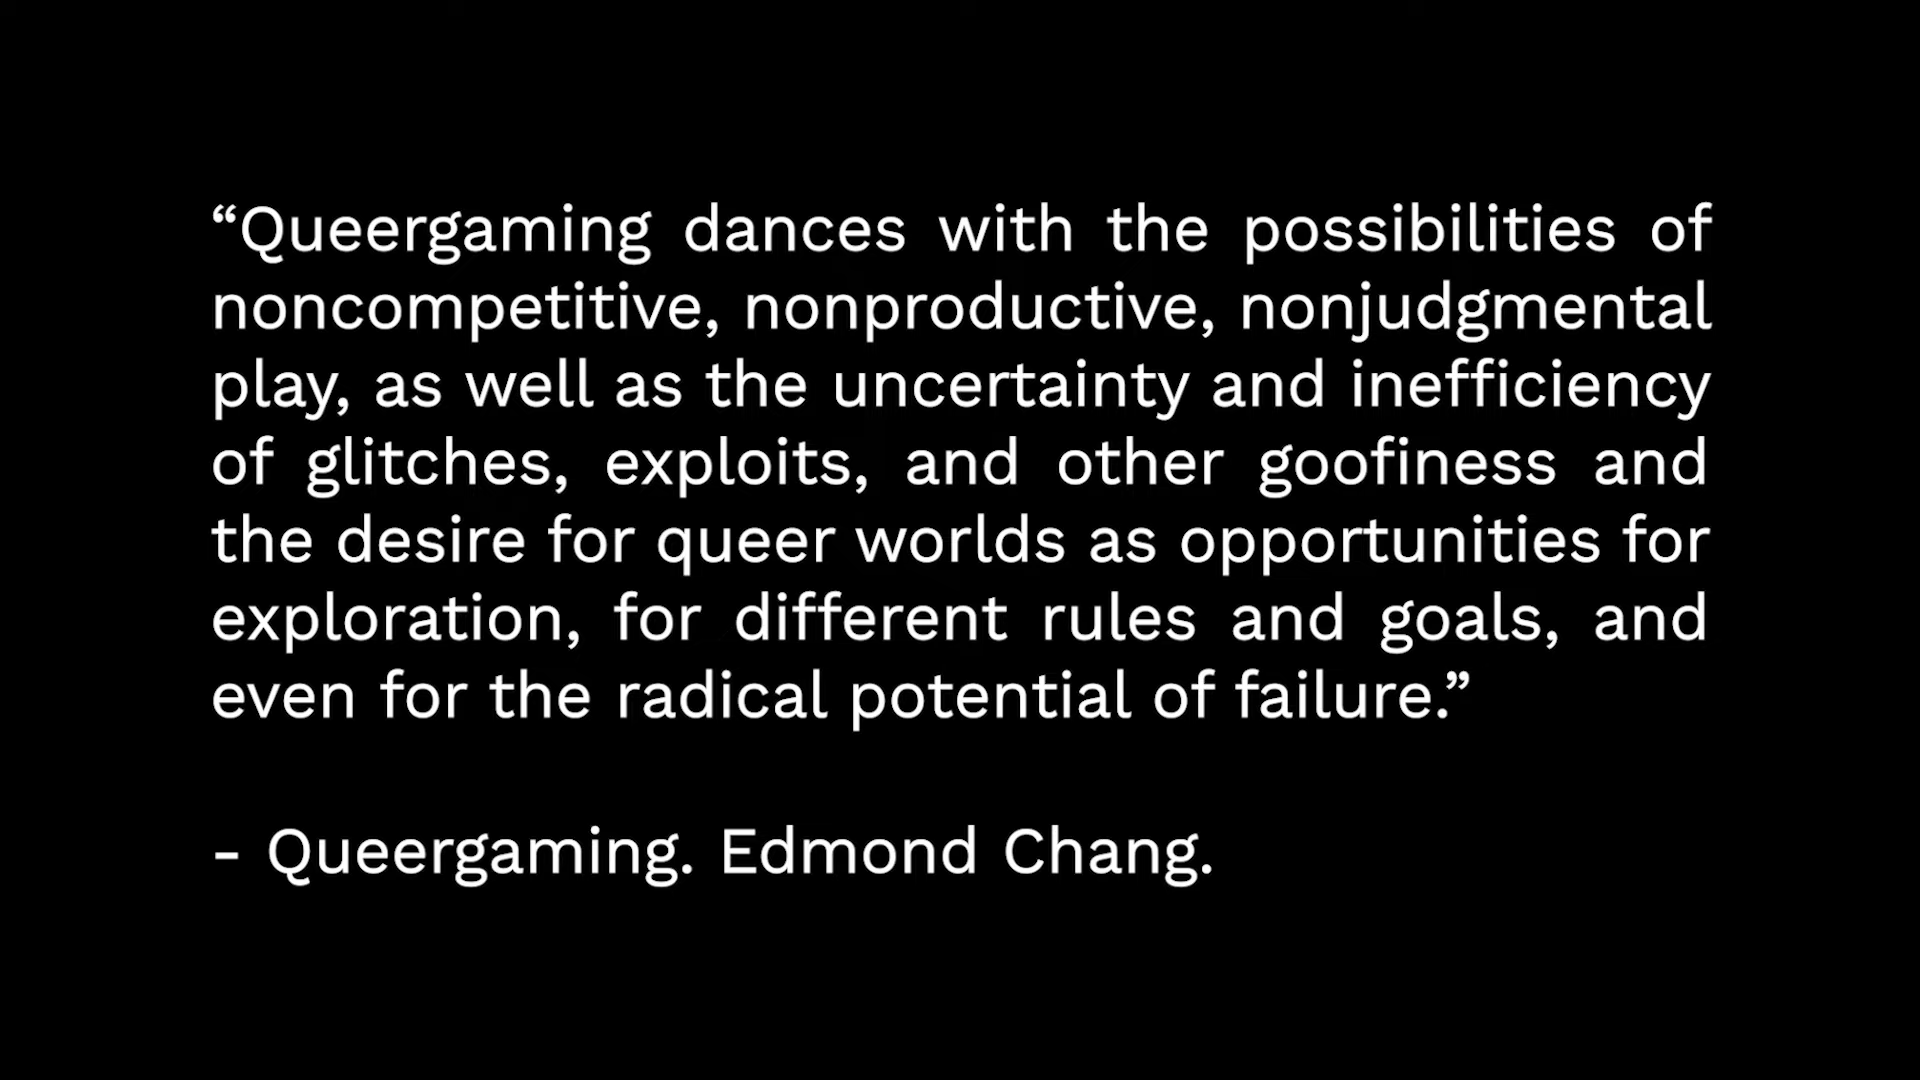 “Queergaming dances with the possibilities of
noncompetitive, nonproductive, nonjudgmental
play, as well as the uncertainty and inefficiency
of glitches, exploits, and other goofiness and
the desire for queer worlds as opportunities for
exploration, for different rules and goals, and
even for the radical potential of failure.”
- Queergaming. Edmond Chang.